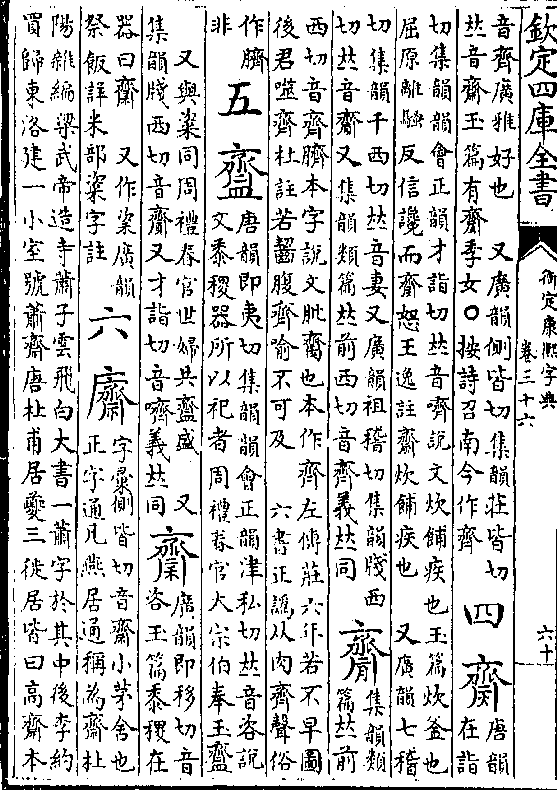 欽定四庫全書
御定康熙字典
卷三十六
六十
音齊廣雅好也　又廣韻側皆切集韻莊皆切
𠀤音齋玉篇有齋季女〇按詩召南今作齊
四　齌
唐韻
在詣
切集韻韻會正韻才詣切𠀤音嚌說文炊餔疾也玉篇炊釜也
屈原離騷反信讒而齌怒王逸註齌炊餔疾也　又廣韻七稽
切集韻千西切𠀤音妻又廣韻祖稽切集韻牋西
切𠀤音齎又集韻類篇𠀤前西切音齊義𠀤同
𪗇
集韻類
篇𠀤前
西切音齊臍本字說文肶𪗇也本作齊左傳莊六年若不早圖
後君噬齊杜註若齧腹齊喻不可及　六書正譌从肉齊聲俗
作臍
非
五　齍
唐韻即夷切集韻韻會正韻津私切𠀤音咨說
文黍稷器所以祀者周禮春官大宗伯奉玉齍
又與粢同周禮春官世婦共齍盛　又
集韻牋西切音齎又才詣切音嚌義𠀤同
𪗉
廣韻即移切音
咨玉篇黍稷在
器曰𪗉　又作粢廣韻
祭飯詳米部粢字註
六
字彙側皆切音齋小茅舍也
正字通凡燕居通稱為齋杜
陽雜編梁武帝造寺蕭子雲飛白大書一蕭字於其中後李約
買歸東洛建一小室號蕭齋唐杜甫居夔三徙居皆曰高齋本